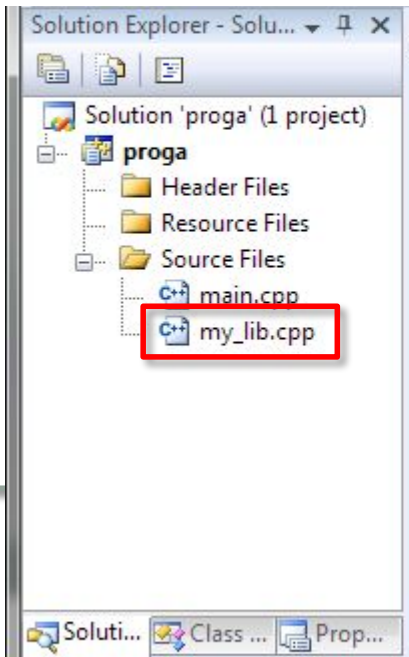 Solution Explorer - Solu...
Solution 'proga' (1 project)
proga
Header Files
Resource Files
Source Files
main.cpp
my_lib.cpp
Soluti... Class ... Prop...